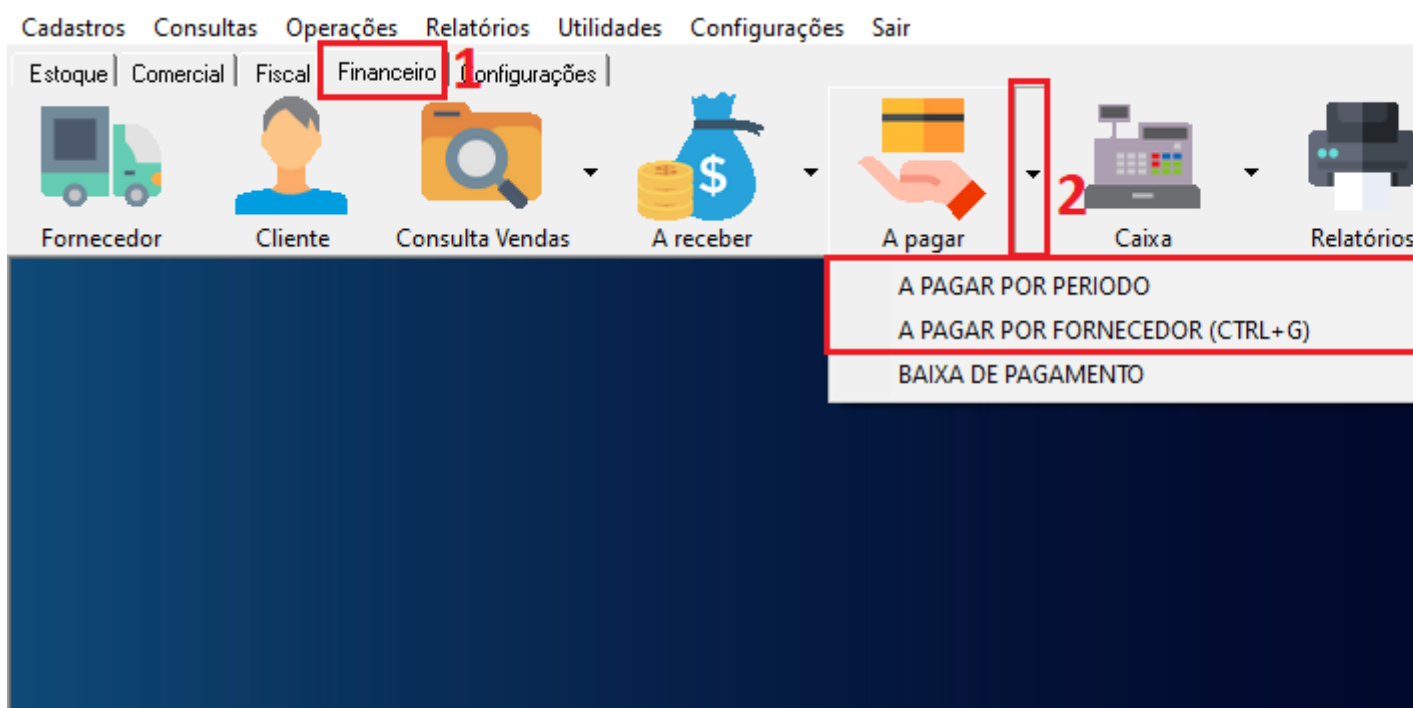 Cadastros Consultas Operações Relatórios Utilidades Configurações Sair
Estoque Comercial Fiscal Financeiro 1 Configurações
$
2
Fornecedor Cliente Consulta Vendas A receber A pagar Caixa Relatórios
A PAGAR POR PERIODO
A PAGAR POR FORNECEDOR (CTRL+G)
BAIXA DE PAGAMENTO